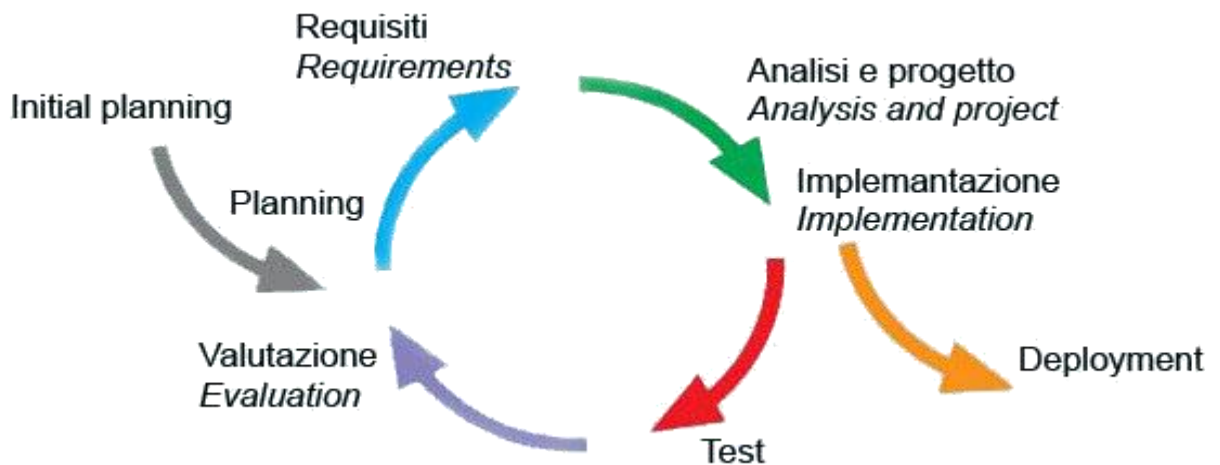 Requisiti
Requirements
Analisi e progetto
Analysis and project
Initial planning
Implemantazione
Implementation
Planning
Valutazione
Evaluation
Deployment
Test